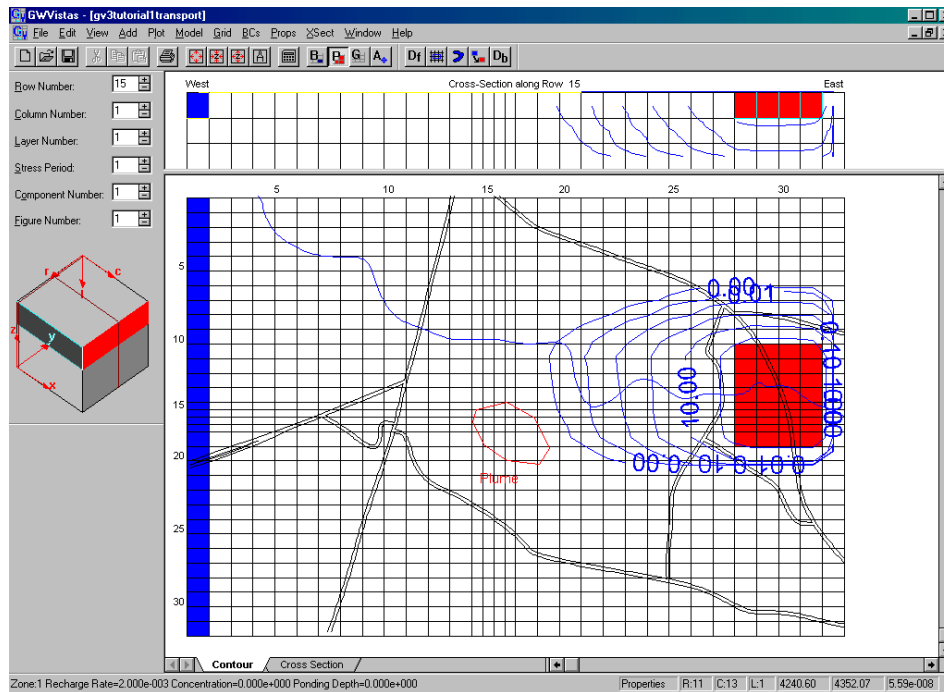 GWVistas - [gv3tutorial1transport]
File Edit View Add Plot Model Grid BCs Props XSect Window Help
Df Db
Row Number: 15
Column Number: 1
Layer Number: 1
Stress Period: 1
Component Number: 1
Figure Number: 1
West Cross-Section along Row 15 East
5 10 15 20 25 30
5
10
15
20
25
30
r c l z y x
10.00
Plume
Contour Cross Section
Zone:1 Recharge Rate=2.000e-003 Concentration=0.000e+000 Ponding Depth=0.000e+000 Properties R:11 C:13 L:1 4240.60 4352.07 5.59e-008